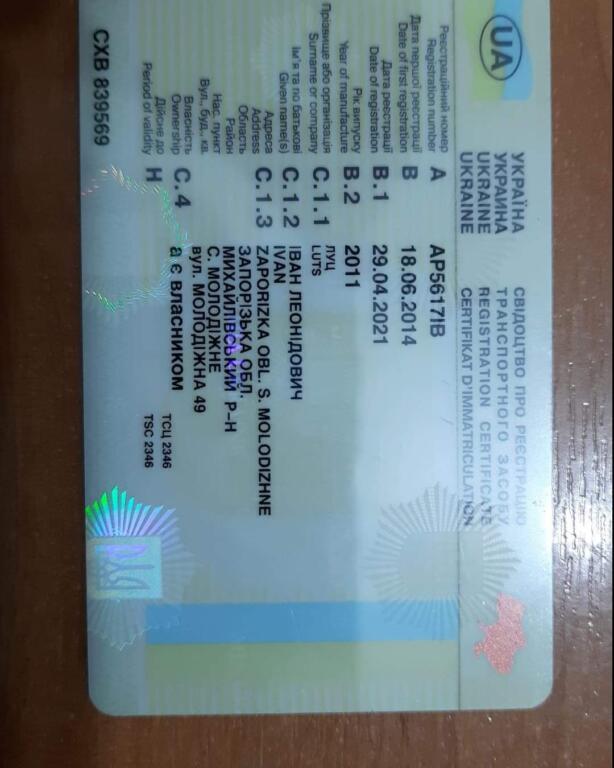 UA
УКРАЇНА СВІДОЦТВО ПРО РЕЄСТРАЦІЮ
УКРАИНА ТРАНСПОРТНОГО ЗАСОБУ
UKRAINE REGISTRATION CERTIFICATE
UKRAINE CERTIFIKAT D'IMMATRICULATION
Реєстраційний номер
Registration number A AP5617IB
Дата першої реєстрації
Date of first registration B 18.06.2014
Дата реєстрації
Date of registration B.1 29.04.2021
Рік випуску
Year of manufacture B.2 2011
Прізвище або організація ЛУЦ
Surname or company C.1.1 LUTS
Ім'я та по батькові ІВАН ЛЕОНІДОВИЧ
Given name(s) C.1.2 IVAN
Адреса
Address C.1.3 ZAPORIZKA OBL. S. MOLODIZHNE
Область ЗАПОРІЗЬКА ОБЛ.
Район МИХАЙЛІВСЬКИЙ Р-Н
Нас. пункт С. МОЛОДІЖНЕ
Вул., буд., кв. вул. МОЛОДІЖНА 49
Власність
Ownership C.4 а є власником
Дійсне до ТСЦ 2346
Period of validity H TSC 2346
СХВ 839569